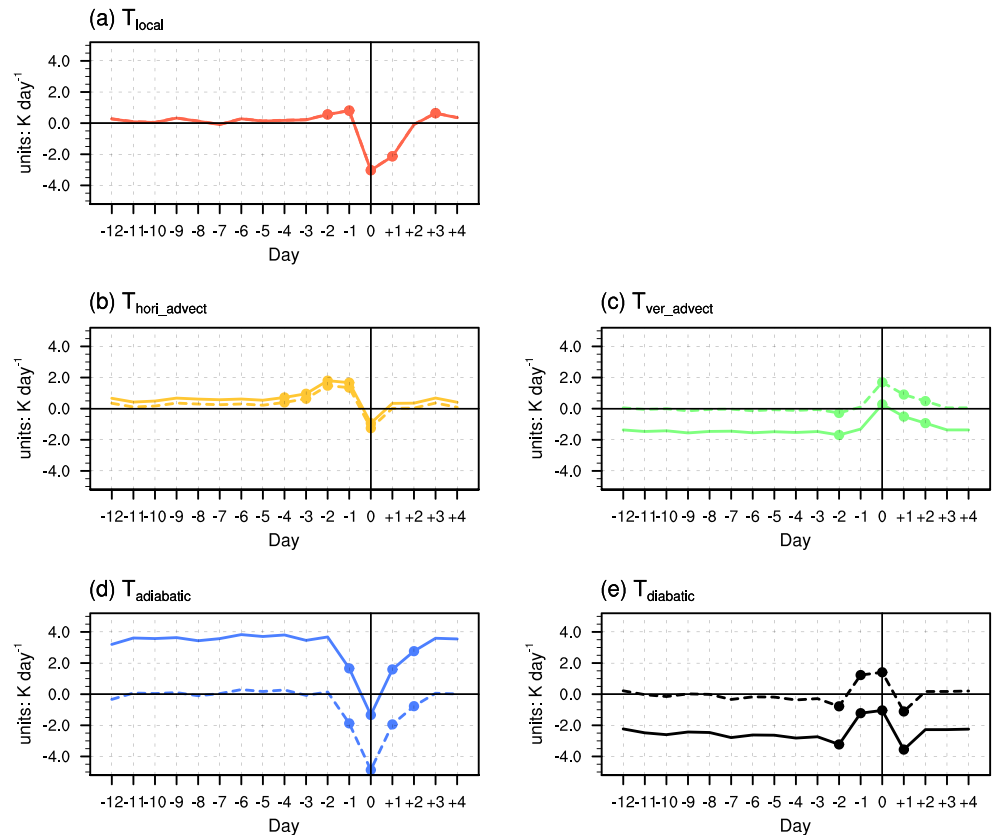 (a) T_local
units: K day^-1
4.0
2.0
0.0
-2.0
-4.0
-12 -11 -10 -9 -8 -7 -6 -5 -4 -3 -2 -1 0 +1 +2 +3 +4
Day
(b) T_hori_advect
units: K day^-1
4.0
2.0
0.0
-2.0
-4.0
-12 -11 -10 -9 -8 -7 -6 -5 -4 -3 -2 -1 0 +1 +2 +3 +4
Day
(c) T_ver_advect
units: K day^-1
4.0
2.0
0.0
-2.0
-4.0
-12 -11 -10 -9 -8 -7 -6 -5 -4 -3 -2 -1 0 +1 +2 +3 +4
Day
(d) T_adiabatic
units: K day^-1
4.0
2.0
0.0
-2.0
-4.0
-12 -11 -10 -9 -8 -7 -6 -5 -4 -3 -2 -1 0 +1 +2 +3 +4
Day
(e) T_diabatic
units: K day^-1
4.0
2.0
0.0
-2.0
-4.0
-12 -11 -10 -9 -8 -7 -6 -5 -4 -3 -2 -1 0 +1 +2 +3 +4
Day